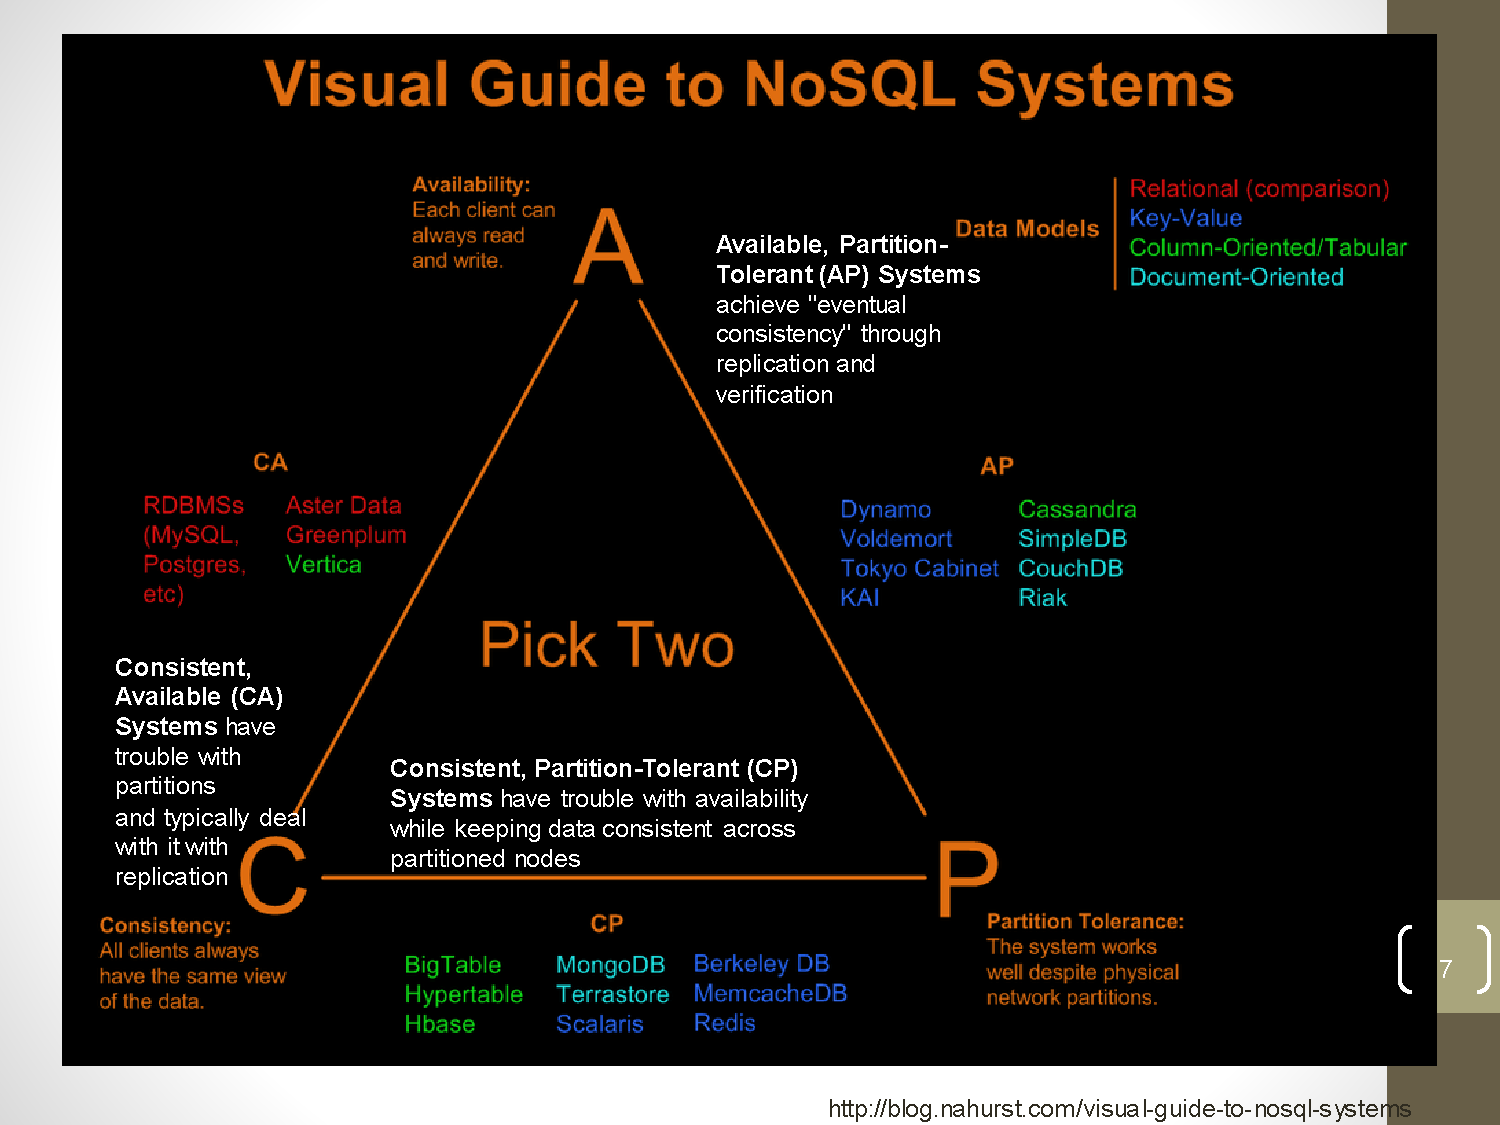 Visual Guide to NoSQL Systems
Availability:
Each client can
always read
and write.
A
Available, Partition-
Tolerant (AP) Systems
achieve "eventual
consistency" through
replication and
verification
Data Models
Relational (comparison)
Key-Value
Column-Oriented/Tabular
Document-Oriented
CA
RDBMSs
(MySQL,
Postgres,
etc)
Aster Data
Greenplum
Vertica
AP
Dynamo
Voldemort
Tokyo Cabinet
KAI
Cassandra
SimpleDB
CouchDB
Riak
Pick Two
Consistent,
Available (CA)
Systems have
trouble with
partitions
and typically deal
with it with
replication
Consistent, Partition-Tolerant (CP)
Systems have trouble with availability
while keeping data consistent across
partitioned nodes
C
P
Consistency:
All clients always
have the same view
of the data.
CP
BigTable
Hypertable
Hbase
MongoDB
Terrastore
Scalaris
Berkeley DB
MemcacheDB
Redis
Partition Tolerance:
The system works
well despite physical
network partitions.
7
http://blog.nahurst.com/visual-guide-to-nosql-systems